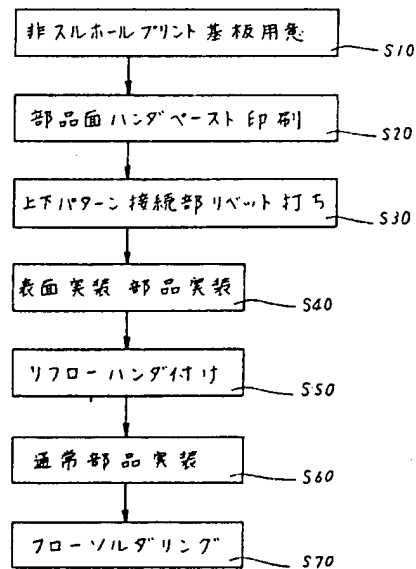 非スルホールプリント基板用意
S10
部品面ハンダペースト印刷
S20
上下パターン接続部リベット打ち
S30
表面実装部品実装
S40
リフローハンダ付け
S50
通常部品実装
S60
フローソルダリング
S70